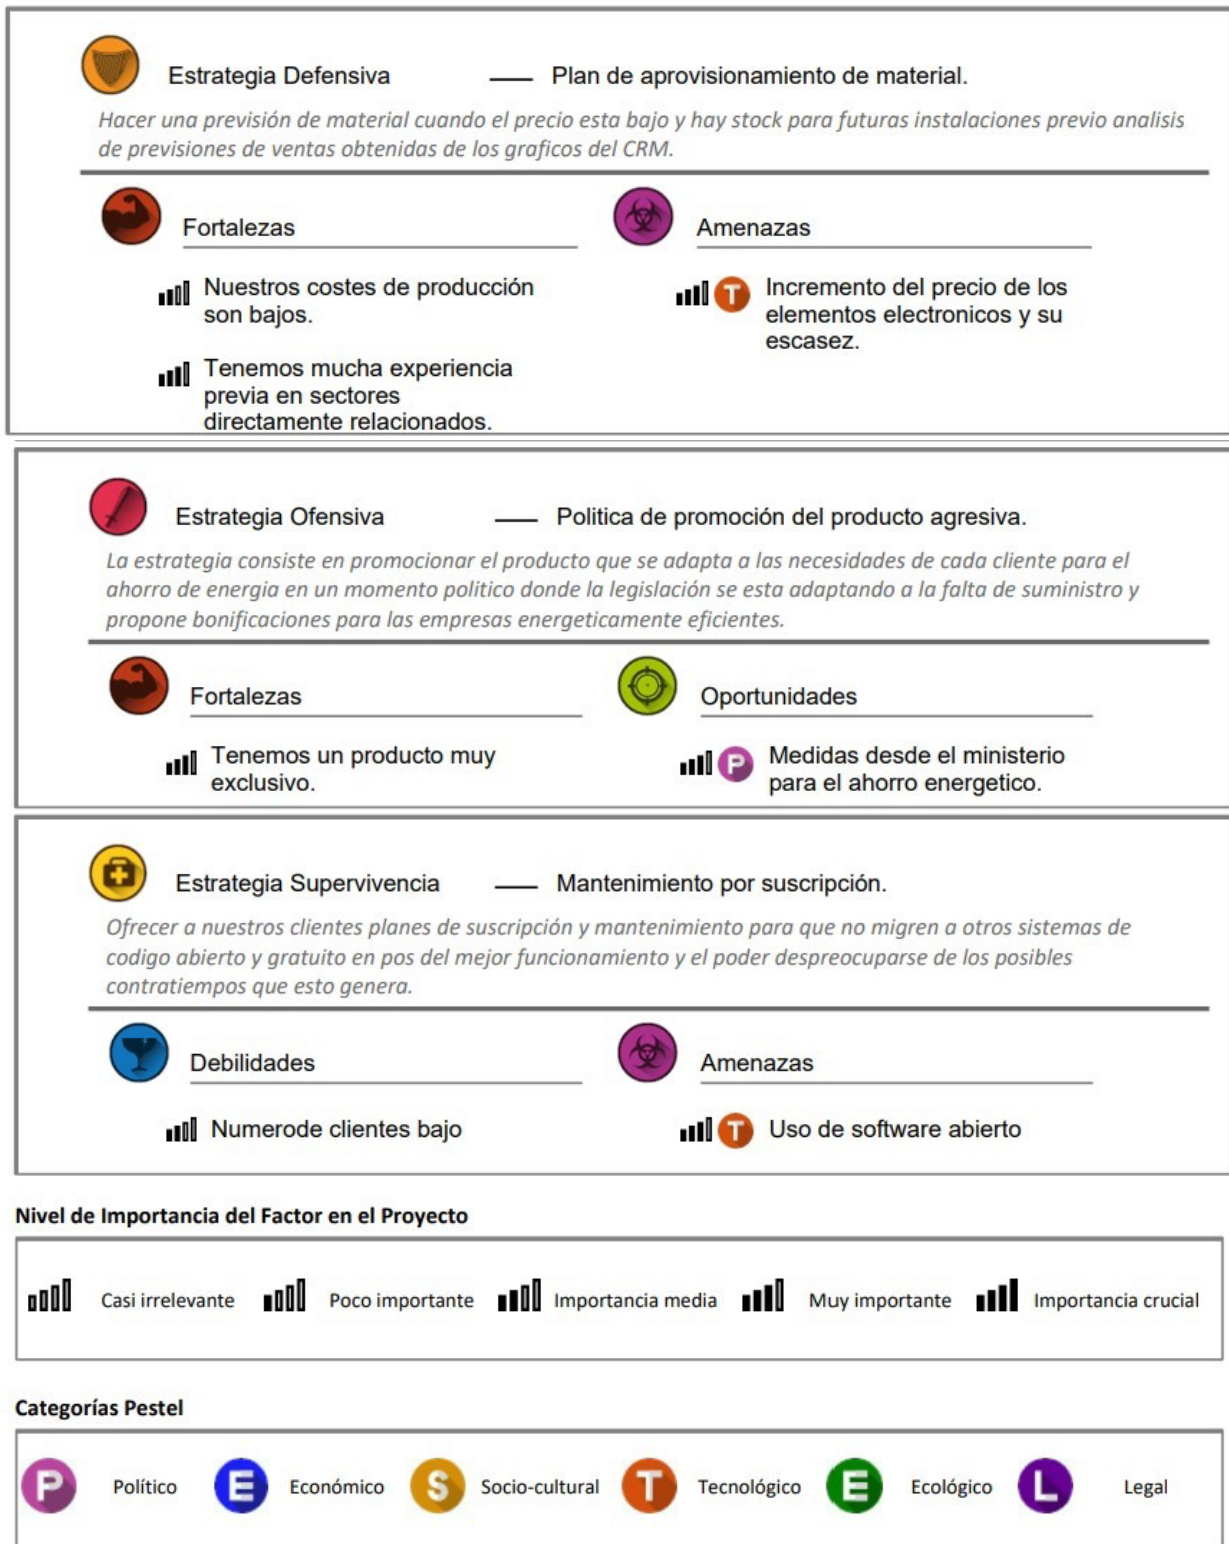 Estrategia Defensiva — Plan de aprovisionamiento de material.
Hacer una previsión de material cuando el precio esta bajo y hay stock para futuras instalaciones previo analisis
de previsiones de ventas obtenidas de los graficos del CRM.
Fortalezas
Nuestros costes de producción
son bajos.
Tenemos mucha experiencia
previa en sectores
directamente relacionados.
Amenazas
T Incremento del precio de los
elementos electronicos y su
escasez.
Estrategia Ofensiva — Politica de promoción del producto agresiva.
La estrategia consiste en promocionar el producto que se adapta a las necesidades de cada cliente para el
ahorro de energia en un momento politico donde la legislación se esta adaptando a la falta de suministro y
propone bonificaciones para las empresas energeticamente eficientes.
Fortalezas
Tenemos un producto muy
exclusivo.
Oportunidades
P Medidas desde el ministerio
para el ahorro energetico.
Estrategia Supervivencia — Mantenimiento por suscripción.
Ofrecer a nuestros clientes planes de suscripción y mantenimiento para que no migren a otros sistemas de
codigo abierto y gratuito en pos del mejor funcionamiento y el poder despreocuparse de los posibles
contratiempos que esto genera.
Debilidades
Numerode clientes bajo
Amenazas
T Uso de software abierto
Nivel de Importancia del Factor en el Proyecto
Casi irrelevante Poco importante Importancia media Muy importante Importancia crucial
Categorías Pestel
P Político E Económico S Socio-cultural T Tecnológico E Ecológico L Legal